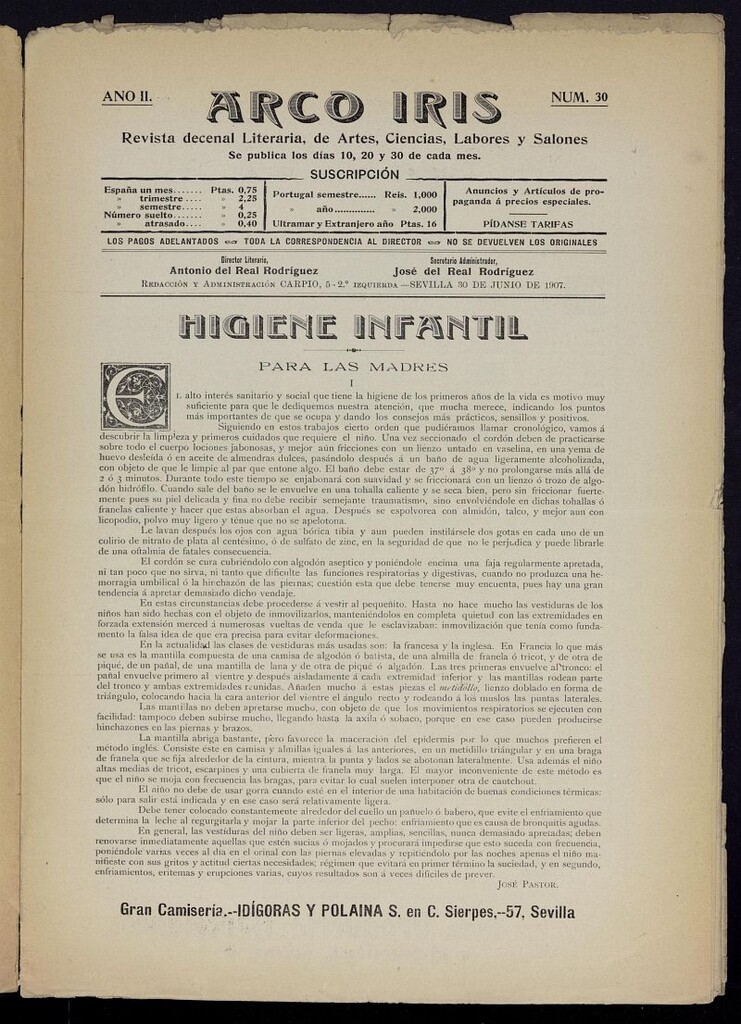 AÑO II.
ARCO IRIS
NUM. 30
Revista decenal Literaria, de Artes, Ciencias, Labores y Salones
Se publica los días 10, 20 y 30 de cada mes.
SUSCRIPCIÓN
España un mes....... Ptas. 0,75
» trimestre .... » 2,25
» semestre..... » 4
Número suelto....... » 0,25
» atrasado.... » 0,40
Portugal semestre...... Reis. 1,000
» año.............. » 2,000
Ultramar y Extranjero año Ptas. 16
Anuncios y Artículos de pro-
paganda á precios especiales.
PÍDANSE TARIFAS
LOS PAGOS ADELANTADOS TODA LA CORRESPONDENCIA AL DIRECTOR NO SE DEVUELVEN LOS ORIGINALES
Director Literario,
Antonio del Real Rodríguez
Secretario Administrador,
José del Real Rodríguez
REDACCIÓN Y ADMINISTRACIÓN CARPIO, 5 - 2.º IZQUIERDA — SEVILLA 30 DE JUNIO DE 1907.
HIGIENE INFANTIL
PARA LAS MADRES
I
EL alto interés sanitario y social que tiene la higiene de los primeros años de la vida es motivo muy
suficiente para que le dediquemos nuestra atención, que mucha merece, indicando los puntos
más importantes de que se ocupa y dando los consejos más prácticos, sensillos y positivos.
Siguiendo en estos trabajos cierto orden que pudiéramos llamar cronológico, vamos á
descubrir la limpieza y primeros cuidados que requiere el niño. Una vez seccionado el cordón deben de practicarse
sobre todo el cuerpo lociones jabonosas, y mejor aún fricciones con un lienzo untado en vaselina, en una yema de
huevo desleída ó en aceite de almendras dulces, pasándolo después á un baño de agua ligeramente alcoholizada,
con objeto de que le limpie al par que entone algo. El baño debe estar de 37º á 38º y no prolongarse más allá de
2 ó 3 minutos. Durante todo este tiempo se enjabonará con suavidad y se friccionará con un lienzo ó trozo de algo-
dón hidrófilo. Cuando sale del baño se le envuelve en una tohalla caliente y se seca bien, pero sin friccionar fuerte-
mente pues su piel delicada y fina no debe recibir semejante traumatismo, sino envolviéndole en dichas tohallas ó
franelas caliente y hacer que estas absorban el agua. Después se espolvorea con almidón, talco, y mejor aun con
licopodio, polvo muy ligero y ténue que no se apelotona.
Le lavan después los ojos con agua bórica tibia y aun pueden instilársele dos gotas en cada uno de un
colirio de nitrato de plata al centésimo, ó de sulfato de zinc, en la seguridad de que no le perjudica y puede librarle
de una oftalmia de fatales consecuencia.
El cordón se cura cubriéndolo con algodón aseptico y poniéndole encima una faja regularmente apretada,
ni tan poco que no sirva, ni tanto que dificulte las funciones respiratorias y digestivas, cuando no produzca una he-
morragia umbilical ó la hinchazón de las piernas; cuestión esta que debe tenerse muy encuenta, pues hay una gran
tendencia á apretar demasiado dicho vendaje.
En estas circunstancias debe procederse á vestir al pequeñito. Hasta no hace mucho las vestiduras de los
niños han sido hechas con el objeto de inmovilizarlos, manteniéndolos en completa quietud con las extremidades en
forzada extensión merced á numerosas vueltas de venda que le esclavizaban: inmovilización que tenía como funda-
mento la falsa idea de que era precisa para evitar deformaciones.
En la actualidad las clases de vestiduras más usadas son: la francesa y la inglesa. En Francia lo que más
se usa es la mantilla compuesta de una camisa de algodón ó batista, de una almilla de franela ó tricot, y de otra de
piqué, de un pañal, de una mantilla de lana y de otra de piqué ó algodón. Las tres primeras envuelve al tronco: el
pañal envuelve primero al vientre y después aisladamente á cada extremidad inferior y las mantillas rodean parte
del tronco y ambas extremidades reunidas. Añaden mucho á estas piezas el metidollo, lienzo doblado en forma de
triángulo, colocando hacia la cara anterior del vientre el ángulo recto y rodeando á los muslos las puntas laterales.
Las mantillas no deben apretarse mucho, con objeto de que los movimientos respiratorios se ejecuten con
facilidad: tampoco deben subirse mucho, llegando hasta la axila ó sobaco, porque en ese caso pueden producirse
hinchazones en las piernas y brazos.
La mantilla abriga bastante, pero favorece la maceración del epidermis por lo que muchos prefieren el
método inglés. Consiste éste en camisa y almillas iguales á las anteriores, en un metidillo triángular y en una braga
de franela que se fija alrededor de la cintura, mientra la punta y lados se abotonan lateralmente. Usa además el niño
altas medias de tricot, escarpines y una cubierta de franela muy larga. El mayor inconveniente de este método es
que el niño se moja con frecuencia las bragas, para evitar lo cual suelen interponer otra de cautchout.
El niño no debe de usar gorra cuando esté en el interior de una habitación de buenas condiciones térmicas:
sólo para salir está indicada y en ese caso será relativamente ligera.
Debe tener colocado constantemente alrededor del cuello un pañuelo ó babero, que evite el enfriamiento que
determina la leche al regurgitarla y mojar la parte inferior del pecho: enfriamiento que es causa de bronquitis agudas.
En general, las vestiduras del niño deben ser ligeras, amplias, sencillas, nunca demasiado apretadas; deben
renovarse inmediatamente aquellas que estén sucias ó mojados y procurará impedirse que esto suceda con frecuencia,
poniéndole varias veces al día en el orinal con las piernas elevadas y repitiéndolo por las noches apenas el niño ma-
nifieste con sus gritos y actitud ciertas necesidades; régimen que evitará en primer término la suciedad, y en segundo,
enfriamientos, eritemas y erupciones varias, cuyos resultados son á veces difíciles de prever.
JOSÉ PASTOR.
Gran Camisería.--IDÍGORAS Y POLAINA S. en C. Sierpes,--57, Sevilla